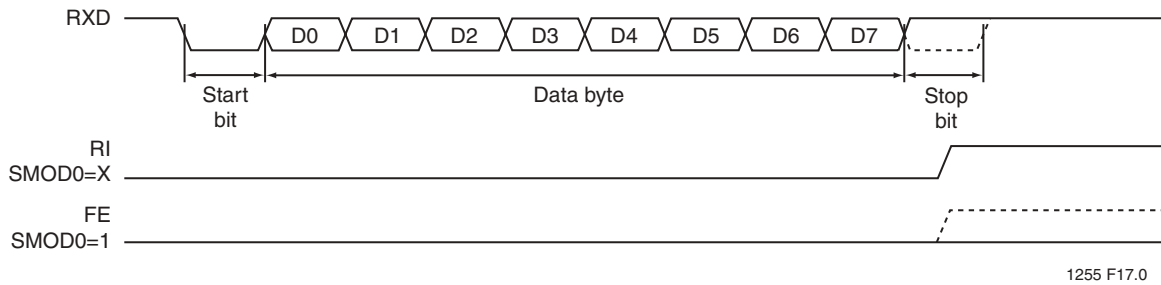 RXD D0 D1 D2 D3 D4 D5 D6 D7
Start bit
Data byte
Stop bit
RI
SMOD0=X
FE
SMOD0=1
1255 F17.0